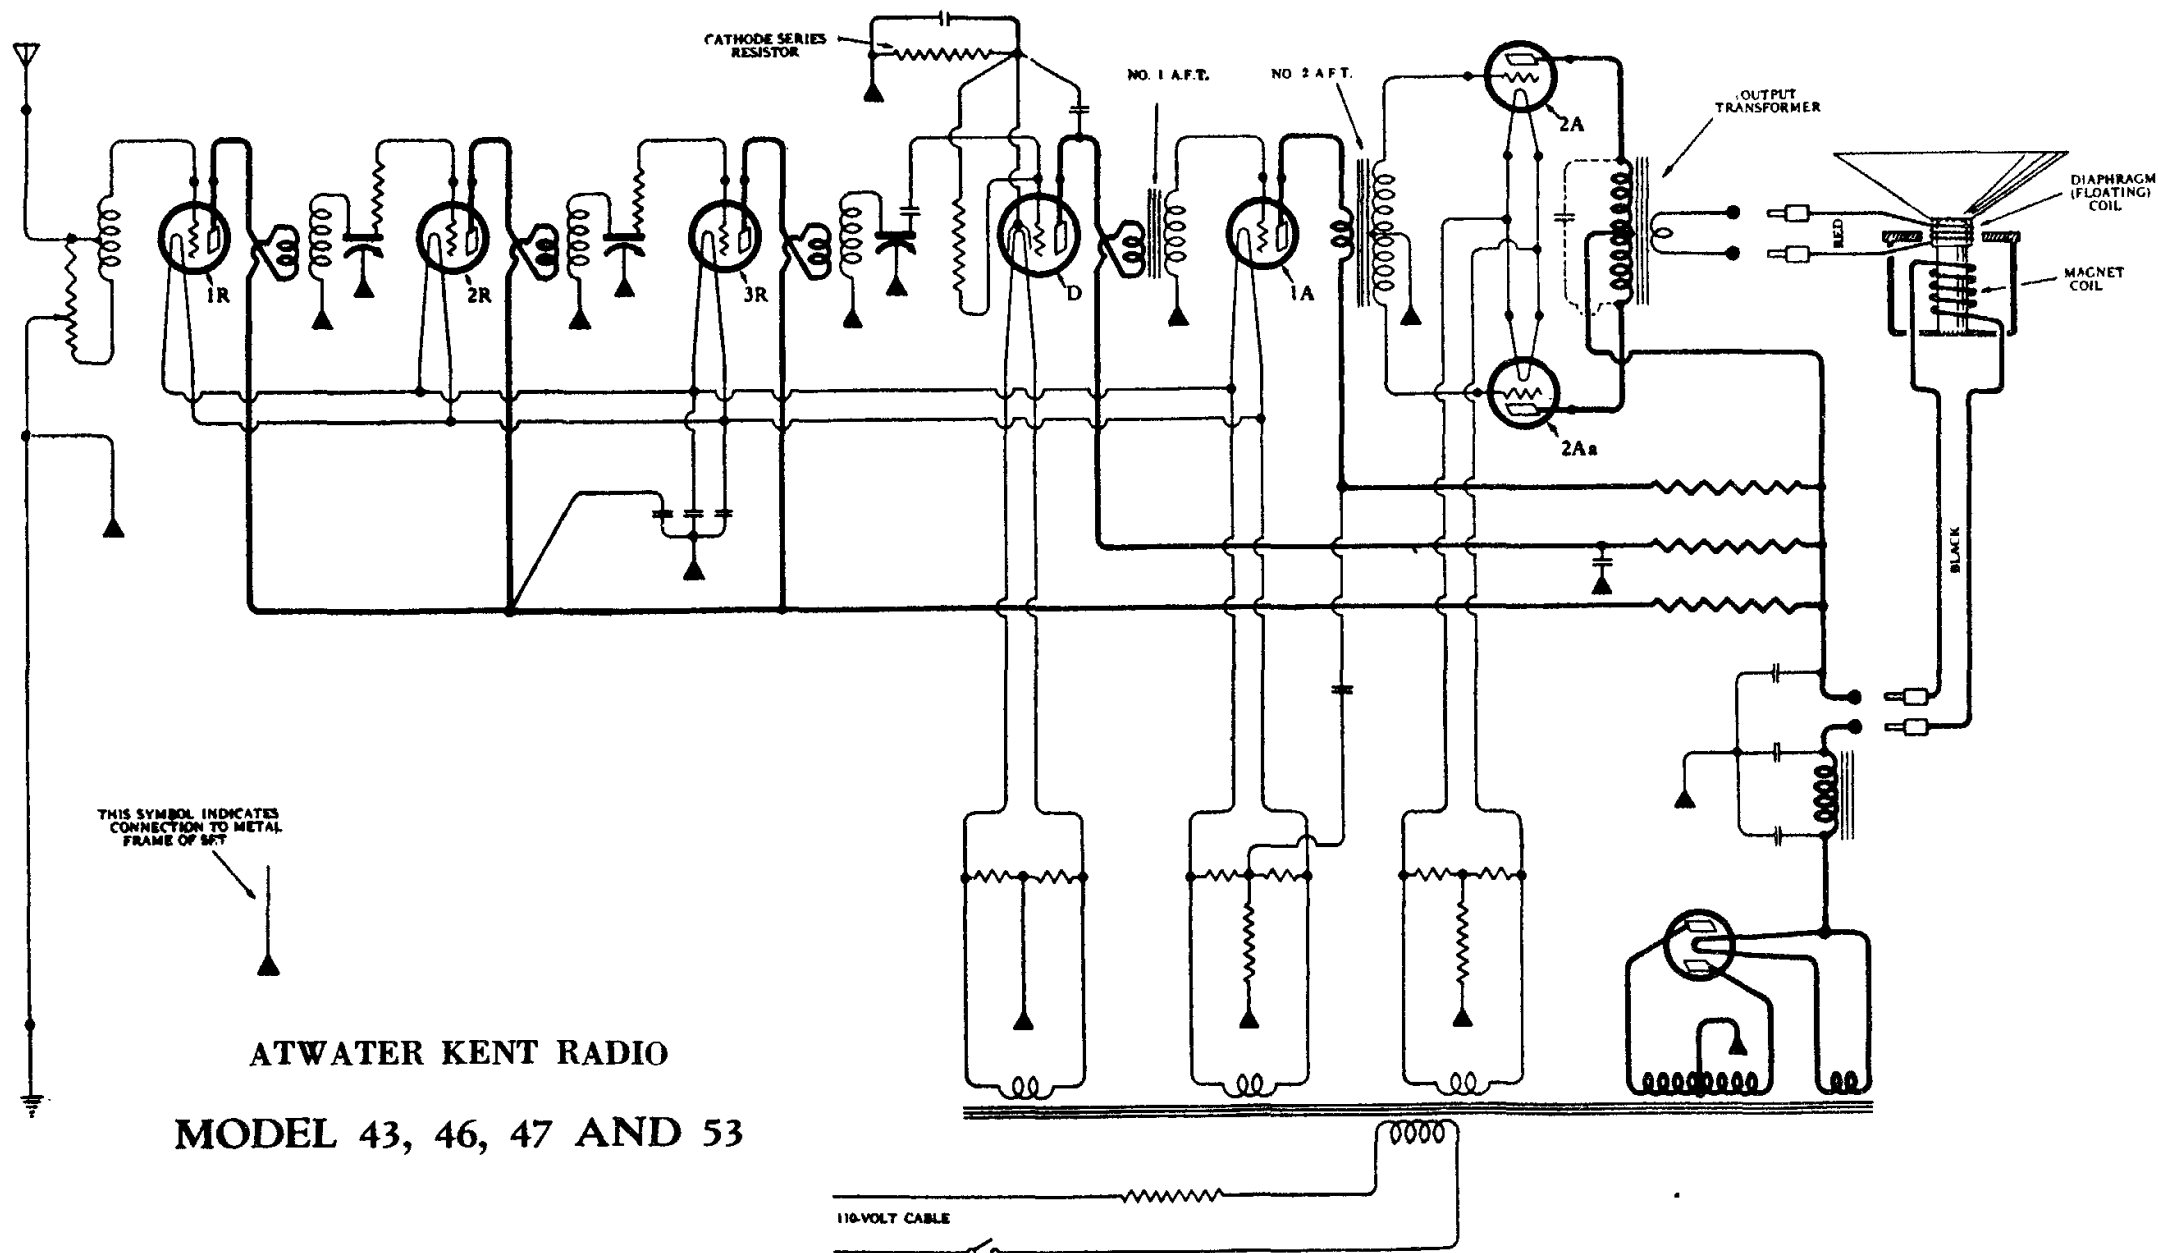 CATHODE SERIES
RESISTOR
NO. 1 A.F.T.
NO. 2 A F T.
OUTPUT
TRANSFORMER
2A
DIAPHRAGM
(FLOATING)
COIL
RED
MAGNET
COIL
1R
2R
3R
D
1A
2Aa
BLACK
THIS SYMBOL INDICATES
CONNECTION TO METAL
FRAME OF SET
ATWATER KENT RADIO
MODEL 43, 46, 47 AND 53
110-VOLT CABLE